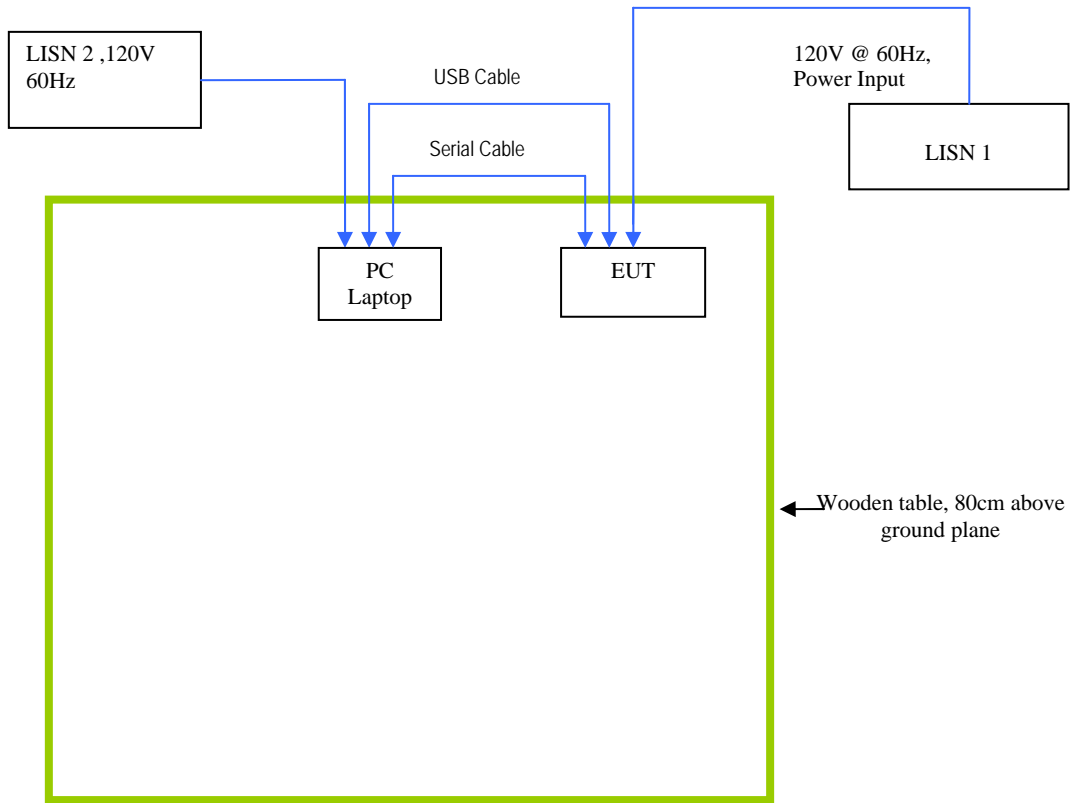 LISN 2 ,120V
60Hz
USB Cable
Serial Cable
120V @ 60Hz,
Power Input
LISN 1
PC
Laptop
EUT
Wooden table, 80cm above
ground plane